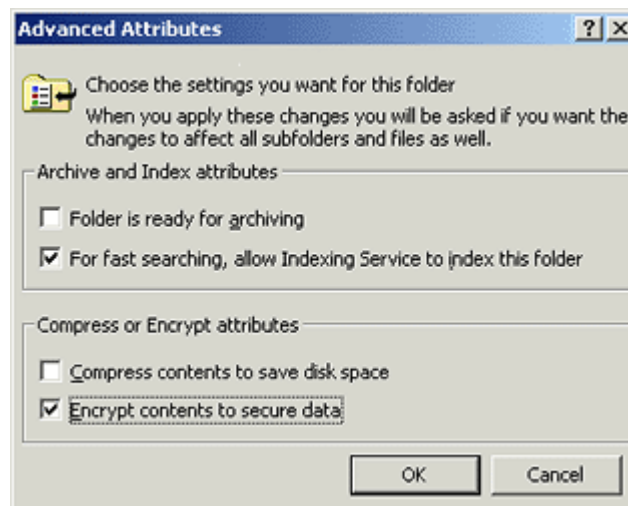 Advanced Attributes
Choose the settings you want for this folder
When you apply these changes you will be asked if you want the
changes to affect all subfolders and files as well.
Archive and Index attributes
Folder is ready for archiving
For fast searching, allow Indexing Service to index this folder
Compress or Encrypt attributes
Compress contents to save disk space
Encrypt contents to secure data
OK Cancel